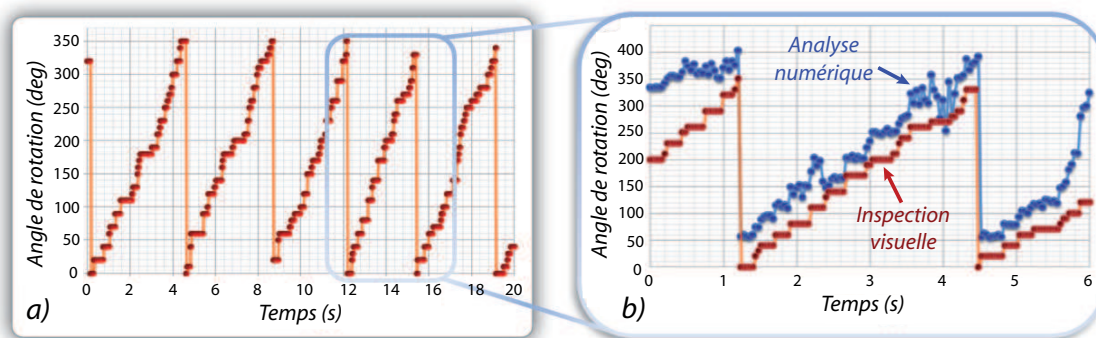 Angle de rotation (deg)
350
300
250
200
150
100
50
0
0 2 4 6 8 10 12 14 16 18 20
Temps (s)
a)
Angle de rotation (deg)
400
350
300
250
200
150
100
50
0
0 1 2 3 4 5 6
Temps (s)
b)
Analyse
numérique
Inspection
visuelle